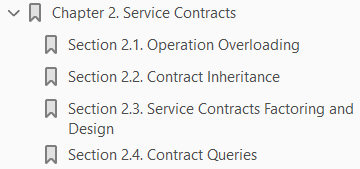 Chapter 2. Service Contracts
Section 2.1. Operation Overloading
Section 2.2. Contract Inheritance
Section 2.3. Service Contracts Factoring and
Design
Section 2.4. Contract Queries